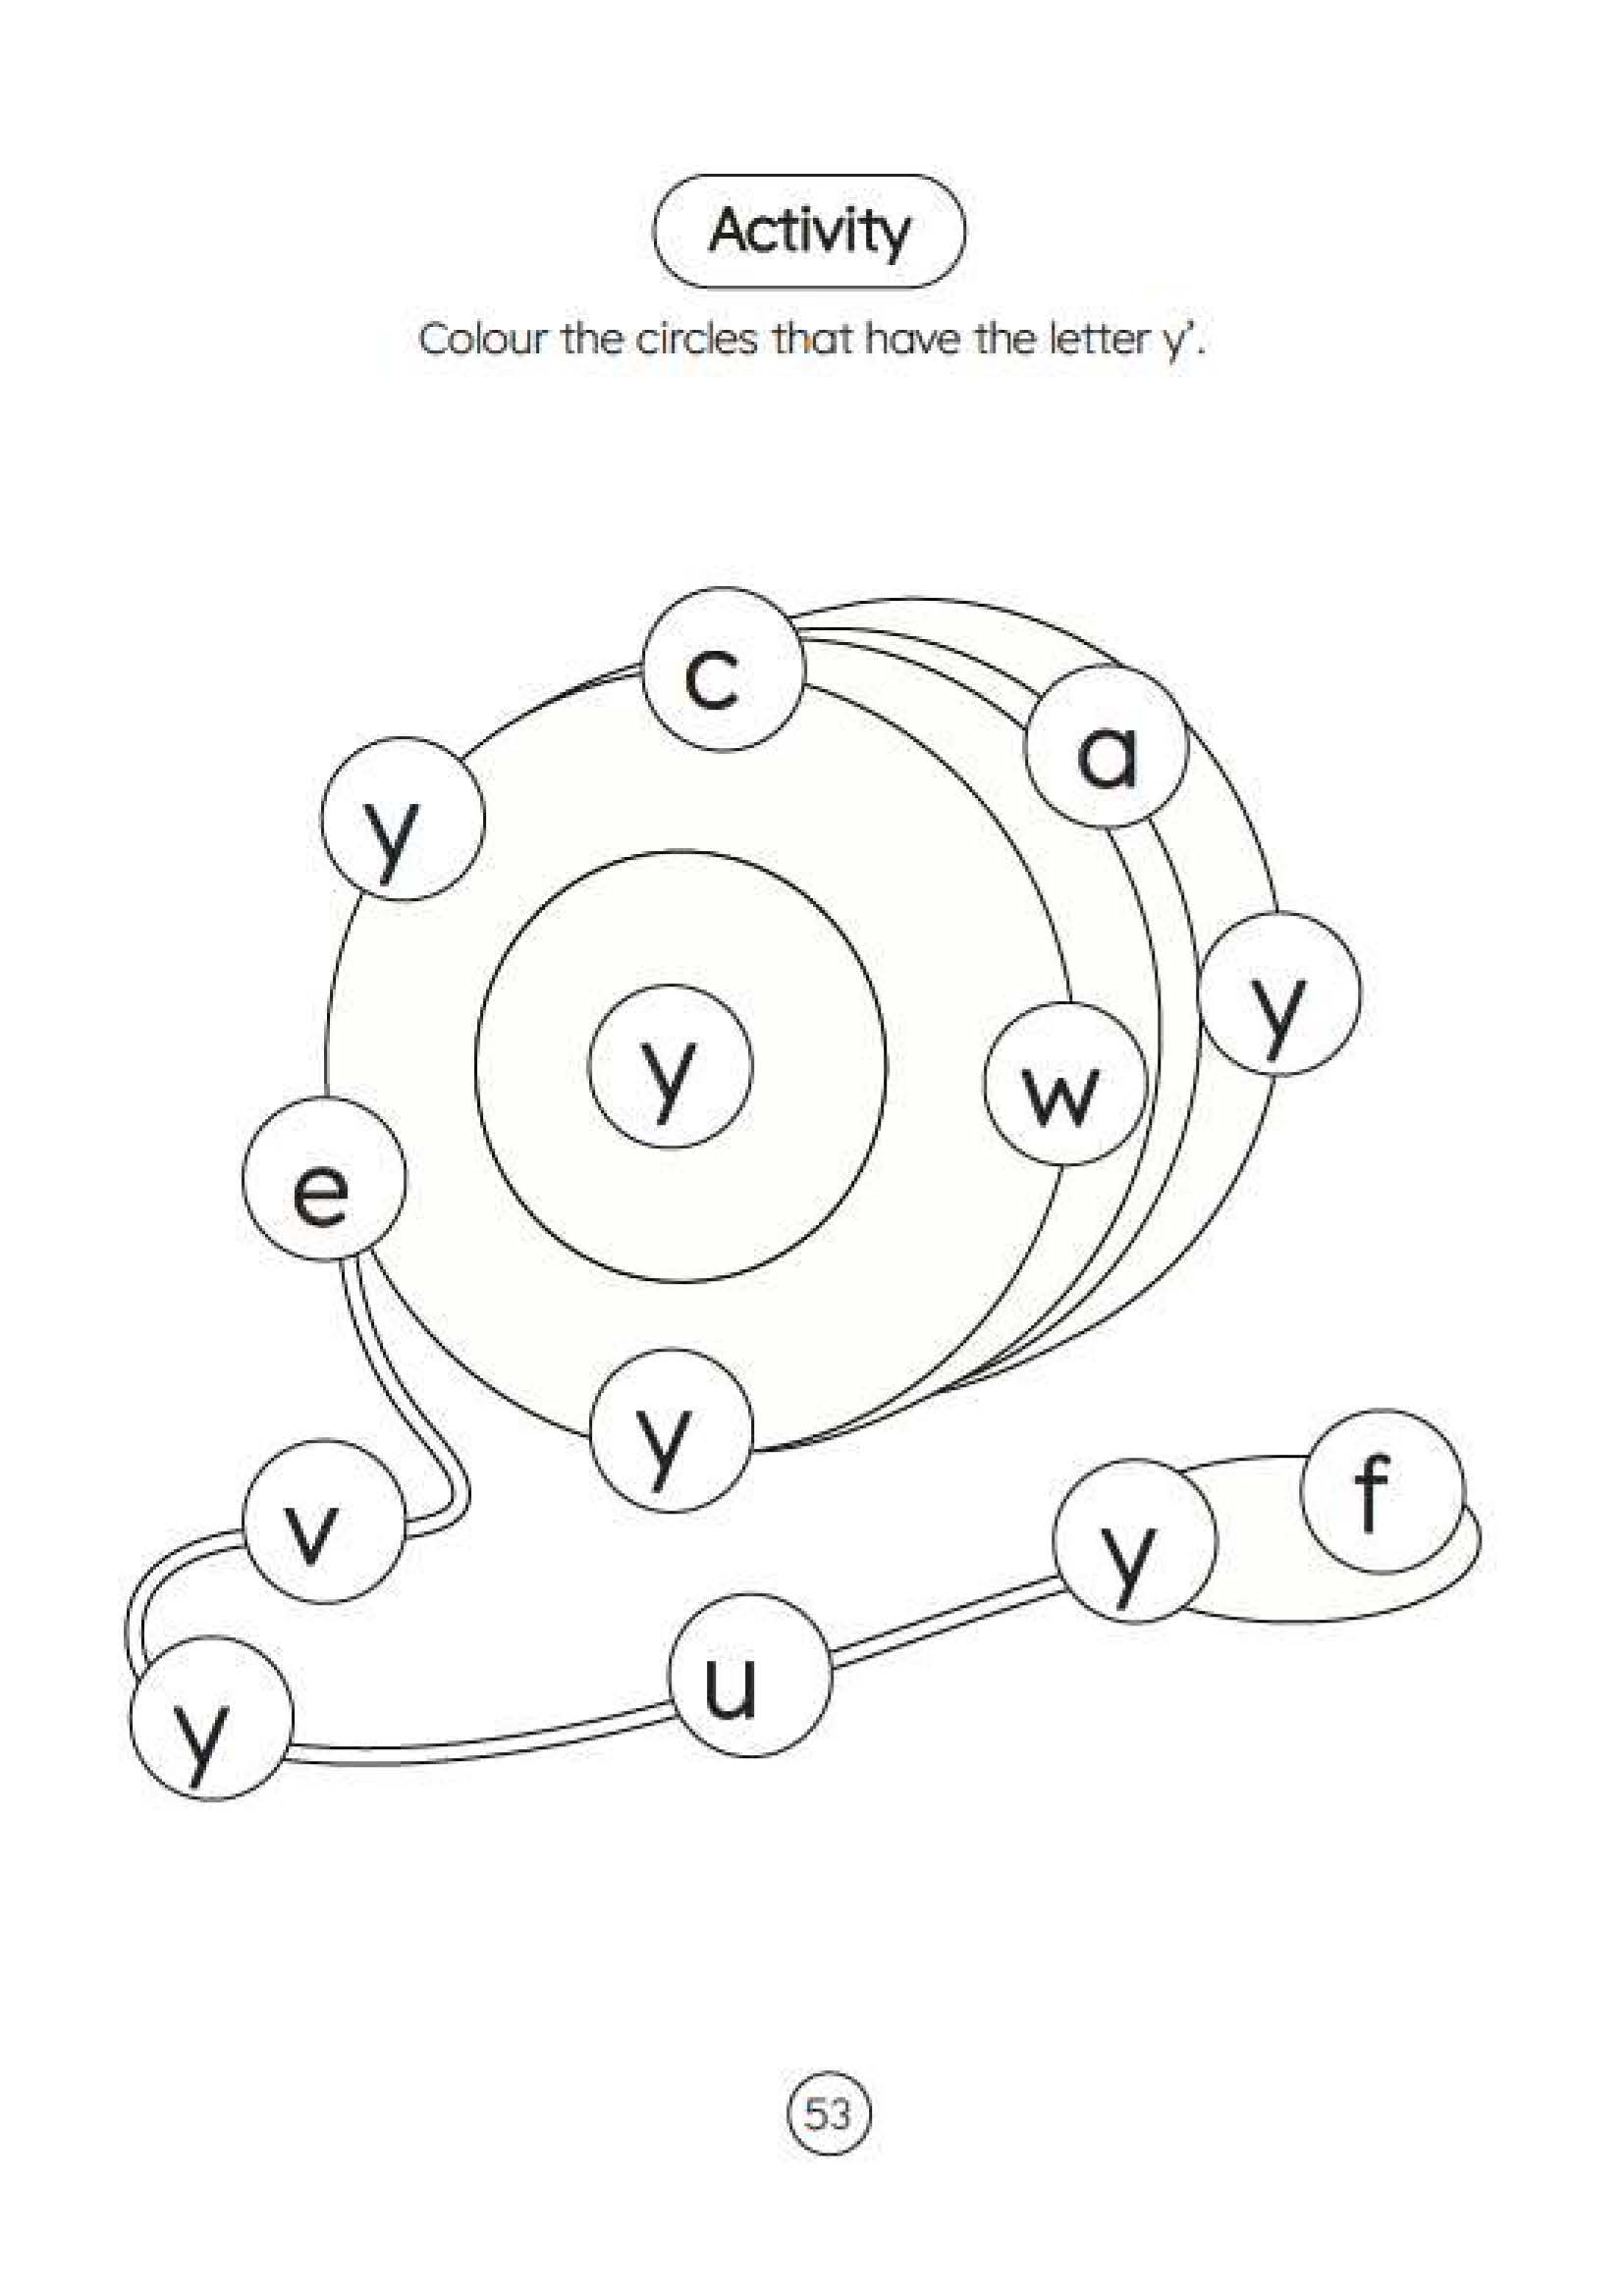 Activity
Colour the circles that have the letter y’.
c
a
y
y
y
w
e
y
f
v
y
u
y
53